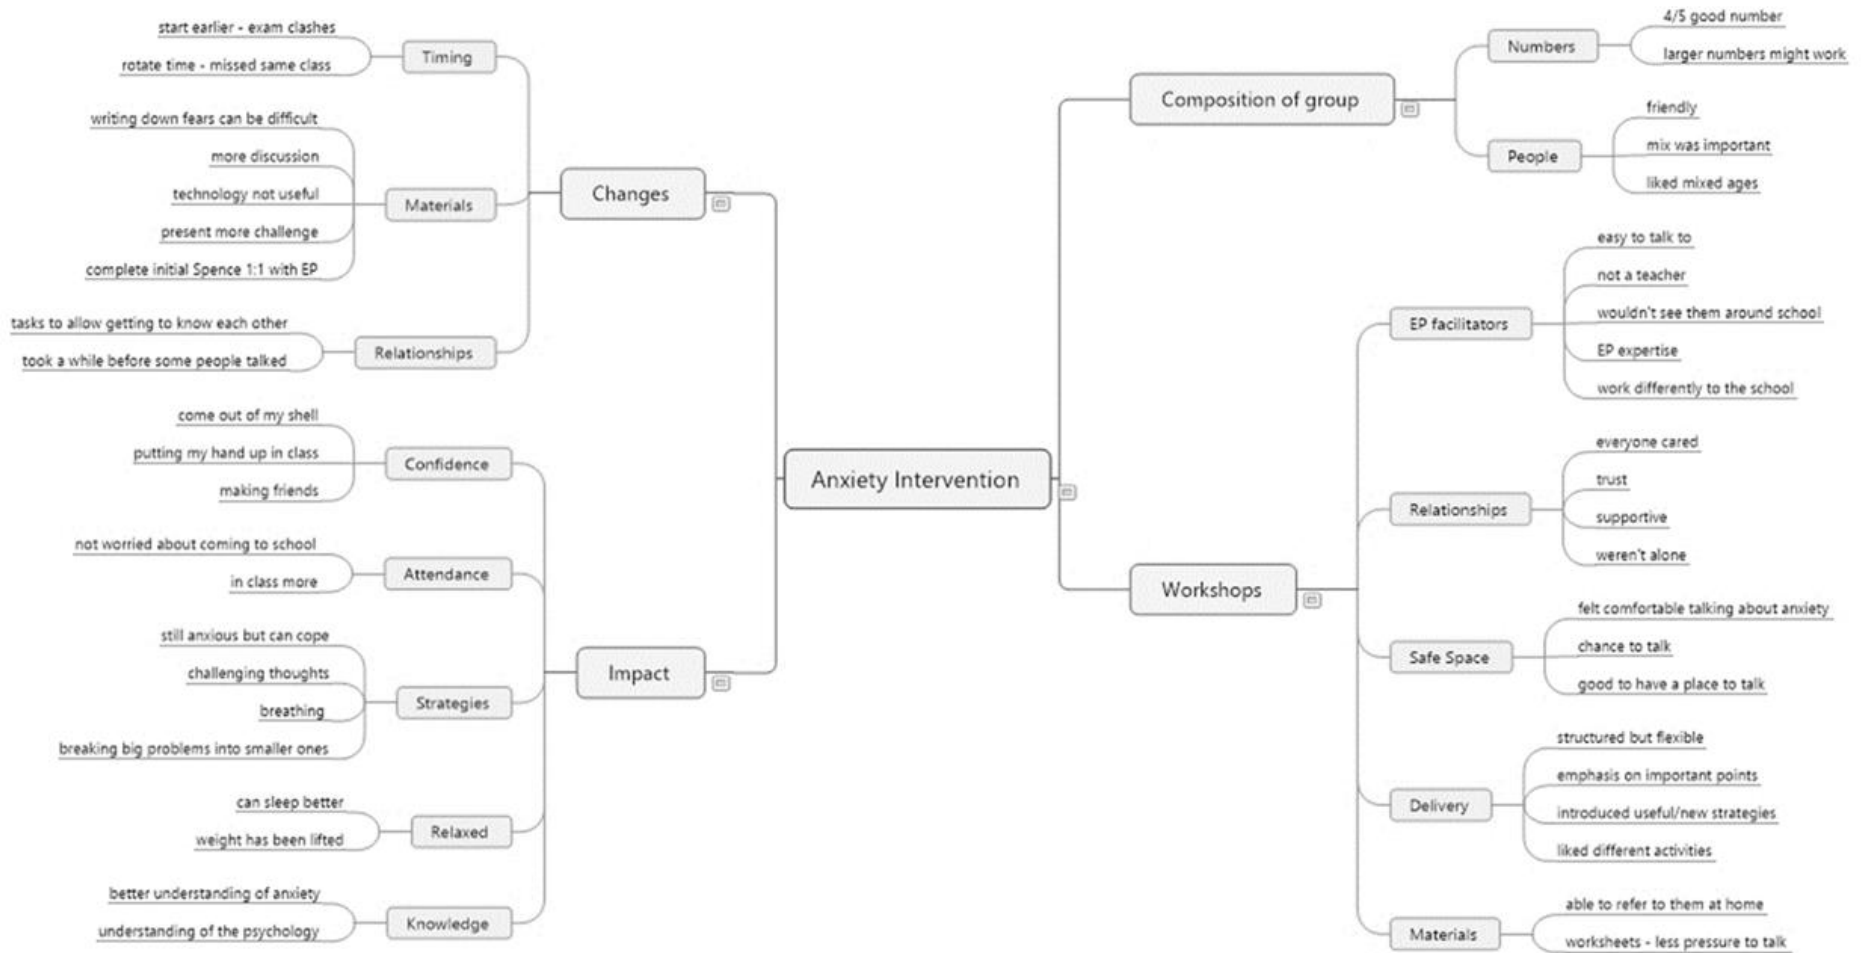 Anxiety Intervention
Changes
Timing
start earlier - exam clashes
rotate time - missed same class
Materials
writing down fears can be difficult
more discussion
technology not useful
present more challenge
complete initial Spence 1:1 with EP
Relationships
tasks to allow getting to know each other
took a while before some people talked
Impact
Confidence
come out of my shell
putting my hand up in class
making friends
Attendance
not worried about coming to school
in class more
Strategies
still anxious but can cope
challenging thoughts
breathing
breaking big problems into smaller ones
Relaxed
can sleep better
weight has been lifted
Knowledge
better understanding of anxiety
understanding of the psychology
Composition of group
Numbers
4/5 good number
larger numbers might work
People
friendly
mix was important
liked mixed ages
Workshops
EP facilitators
easy to talk to
not a teacher
wouldn't see them around school
EP expertise
work differently to the school
Relationships
everyone cared
trust
supportive
weren't alone
Safe Space
felt comfortable talking about anxiety
chance to talk
good to have a place to talk
Delivery
structured but flexible
emphasis on important points
introduced useful/new strategies
liked different activities
Materials
able to refer to them at home
worksheets - less pressure to talk